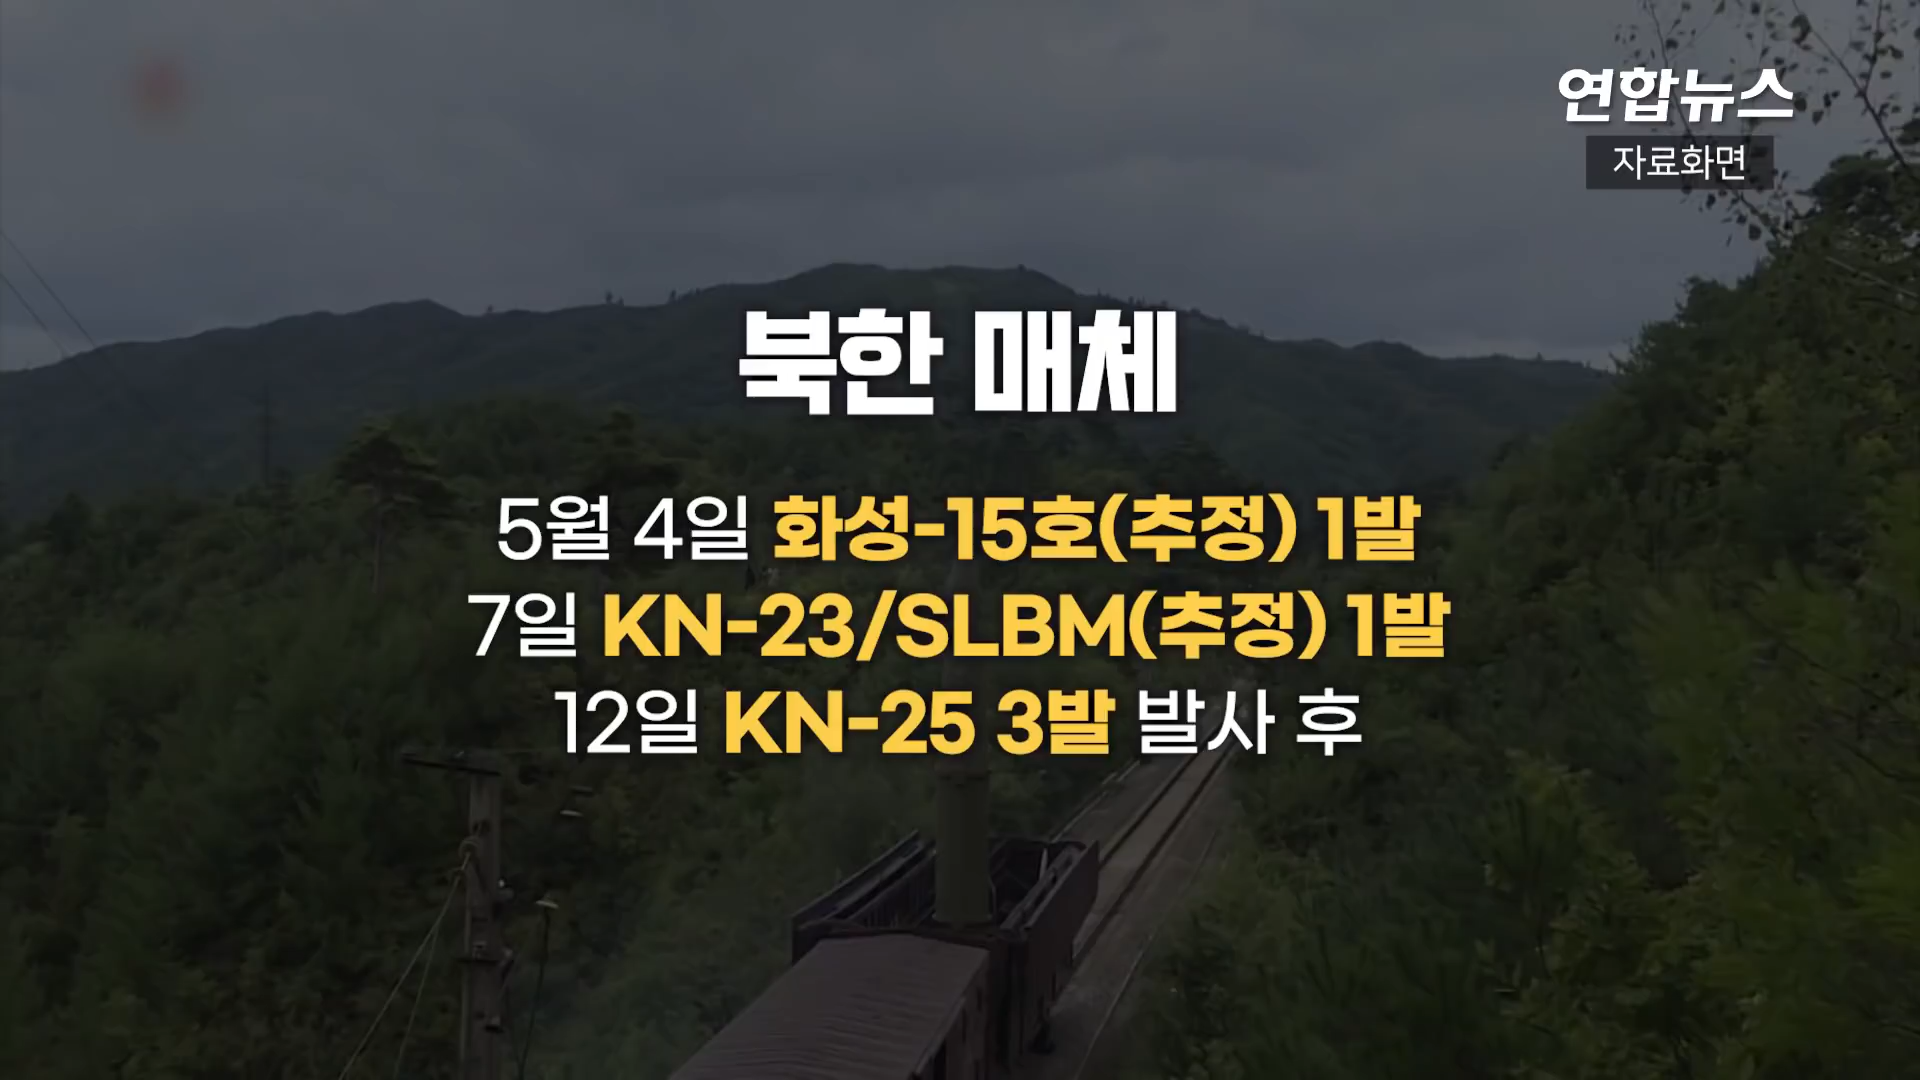 연합뉴스
자료화면
북한 매체
5월 4일 화성-15호(추정) 1발
7일 KN-23/SLBM(추정) 1발
12일 KN-25 3발 발사 후